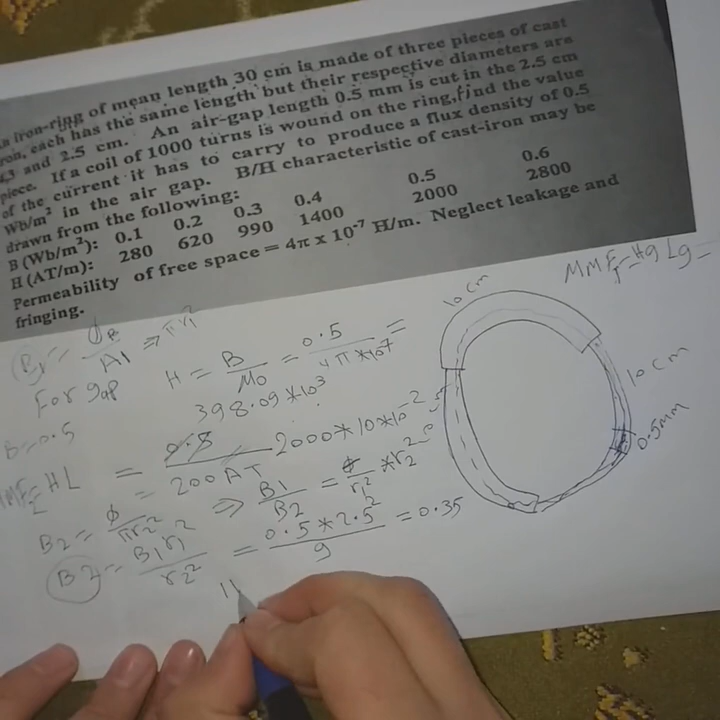 n iron-ring of mean length 30 cm is made of three pieces of cast
ron, each has the same length but their respective diameters are
4,3 and 2.5 cm. An air-gap length 0.5 mm is cut in the 2.5 cm
piece. If a coil of 1000 turns is wound on the ring,find the value
of the current it has to carry to produce a flux density of 0.5
Wb/m² in the air gap. B/H characteristic of cast-iron may be
drawn from the following:
B (Wb/m²): 0.1 0.2 0.3 0.4 0.5 0.6
H (AT/m): 280 620 990 1400 2000 2800
Permeability of free space = 4π x 10⁻⁷ H/m. Neglect leakage and
fringing.
10 cm
MMF = Hg Lg =
A1 ⇒ πr₁²
For gap
H = B/M0 = 0.5/4π*10⁷ =
398.09*10³
B=0.5
10 cm
0.5mm
MMF = HL = 2000*10*10⁻²
= 200AT
B2 = φ/πr2² ⇒ B1/B2 = φ/r1² * r2²
B2 = B1r1²/r2² = 0.5*2.5²/9 = 0.35